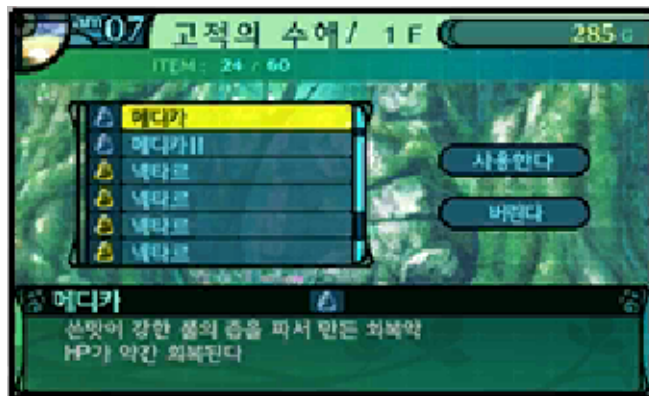 am 07 고적의 수해/ 1F 285 G
ITEM : 24 / 60
메디카
메디카II
넥타르
넥타르
넥타르
넥타르
사용한다
버린다
메디카
쓴맛이 강한 풀의 즙을 짜서 만든 회복약
HP가 약간 회복된다